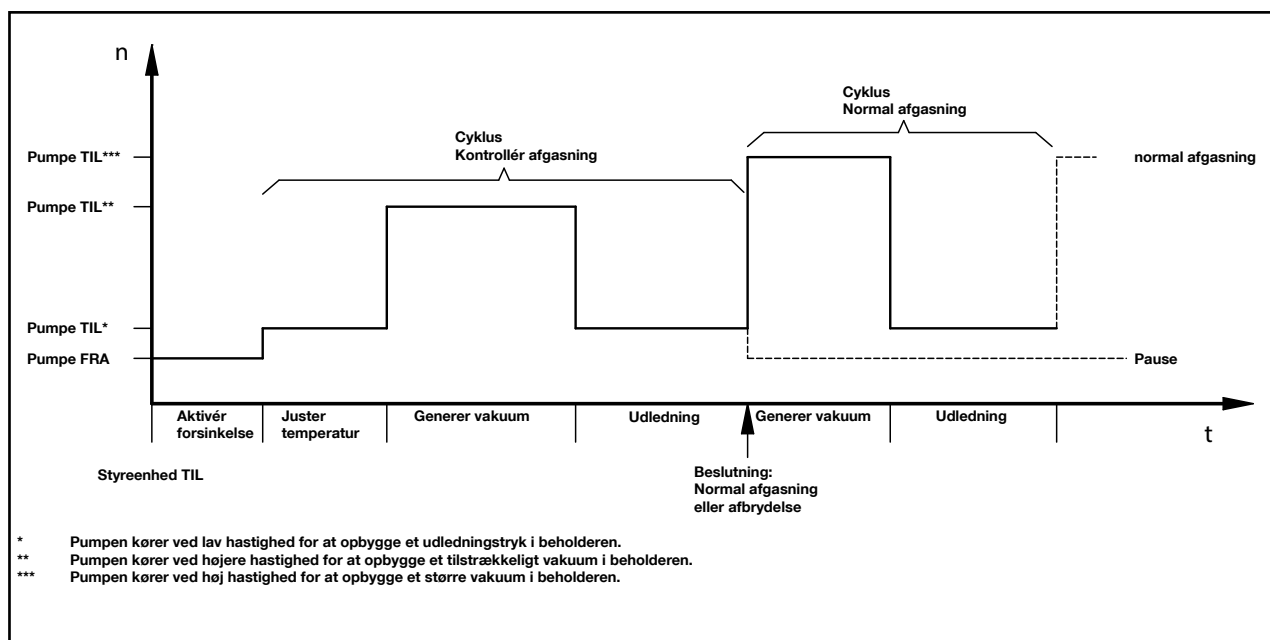 n
Cyklus
Normal afgasning
Cyklus
Kontrollér afgasning
Pumpe TIL***
normal afgasning
Pumpe TIL**
Pumpe TIL*
Pumpe FRA
Pause
Aktivér
forsinkelse
Juster
temperatur
Generer vakuum
Udledning
Generer vakuum
Udledning
t
Styreenhed TIL
Beslutning:
Normal afgasning
eller afbrydelse
* Pumpen kører ved lav hastighed for at opbygge et udledningstryk i beholderen.
** Pumpen kører ved højere hastighed for at opbygge et tilstrækkeligt vakuum i beholderen.
*** Pumpen kører ved høj hastighed for at opbygge et større vakuum i beholderen.